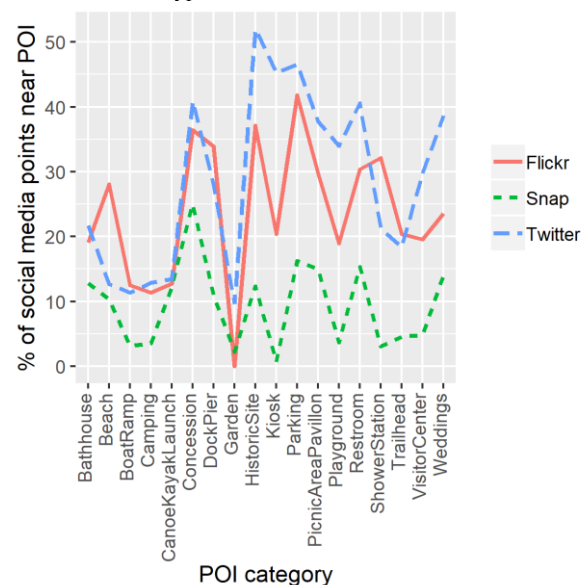 % of social media points near POI
50
40
30
20
10
0
Bathhouse
Beach
BoatRamp
Camping
CanoeKayakLaunch
Concession
DockPier
Garden
HistoricSite
Kiosk
Parking
PicnicAreaPavillon
Playground
Restroom
ShowerStation
Trailhead
VisitorCenter
Weddings
POI category
Flickr
Snap
Twitter